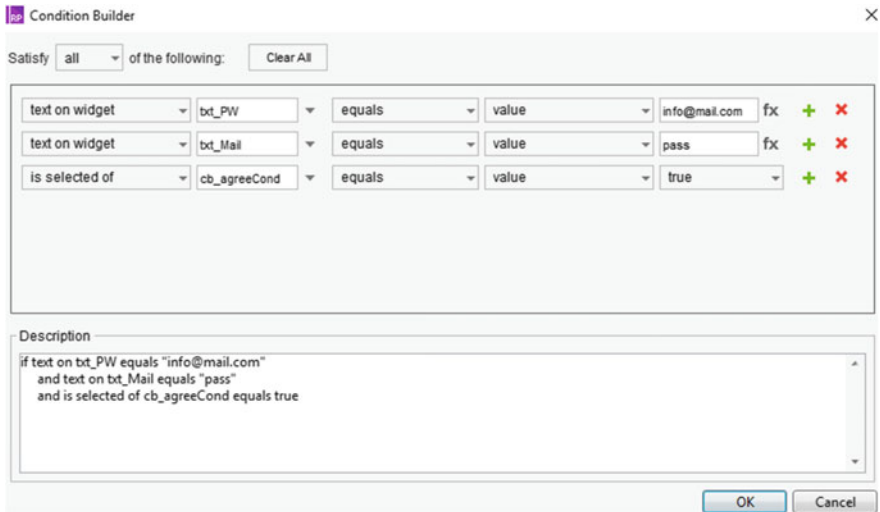 RP Condition Builder
Satisfy all of the following: Clear All
text on widget txt_PW equals value info@mail.com fx
text on widget txt_Mail equals value pass fx
is selected of cb_agreeCond equals value true
Description
if text on txt_PW equals "info@mail.com"
and text on txt_Mail equals "pass"
and is selected of cb_agreeCond equals true
OK Cancel